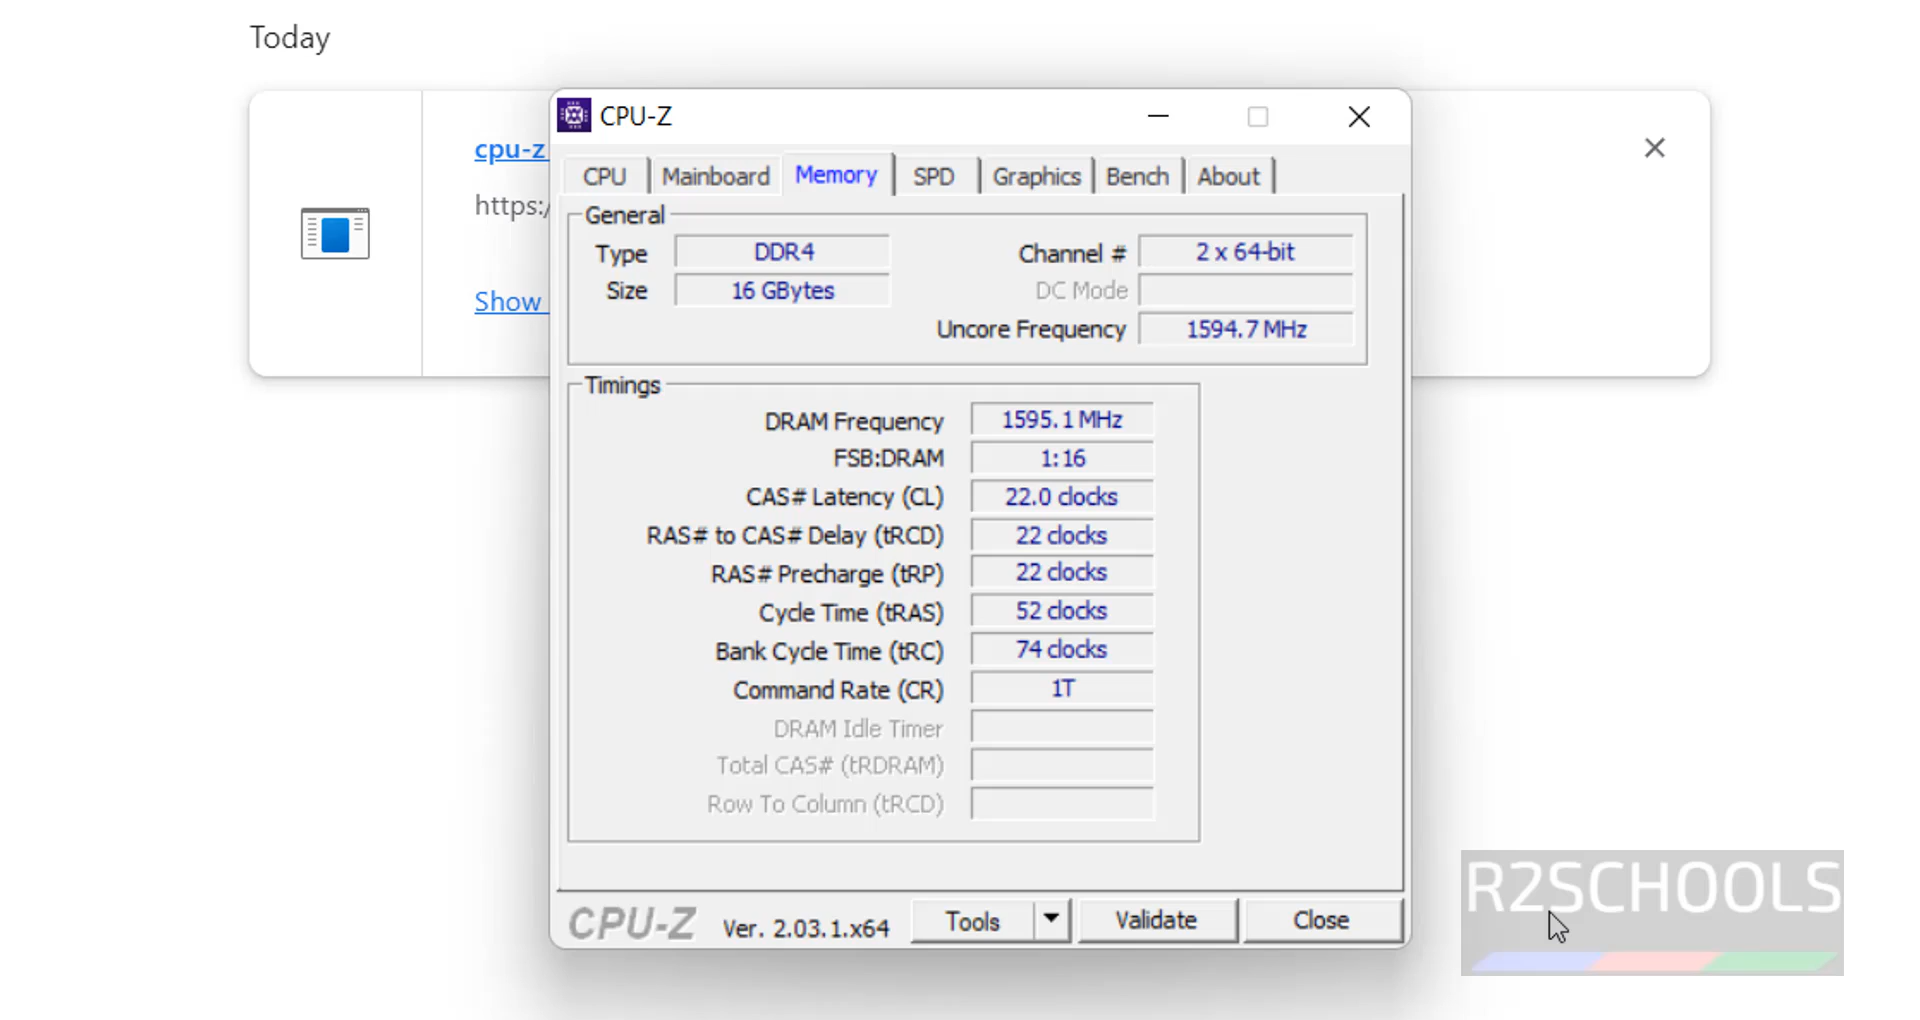 Today
cpu-z
https:/
Show
CPU-Z
CPU Mainboard Memory SPD Graphics Bench About
General
Type DDR4 Channel # 2 x 64-bit
Size 16 GBytes DC Mode
Uncore Frequency 1594.7 MHz
Timings
DRAM Frequency 1595.1 MHz
FSB:DRAM 1:16
CAS# Latency (CL) 22.0 clocks
RAS# to CAS# Delay (tRCD) 22 clocks
RAS# Precharge (tRP) 22 clocks
Cycle Time (tRAS) 52 clocks
Bank Cycle Time (tRC) 74 clocks
Command Rate (CR) 1T
DRAM Idle Timer
Total CAS# (tRDRAM)
Row To Column (tRCD)
CPU-Z Ver. 2.03.1.x64 Tools Validate Close
R2SCHOOLS